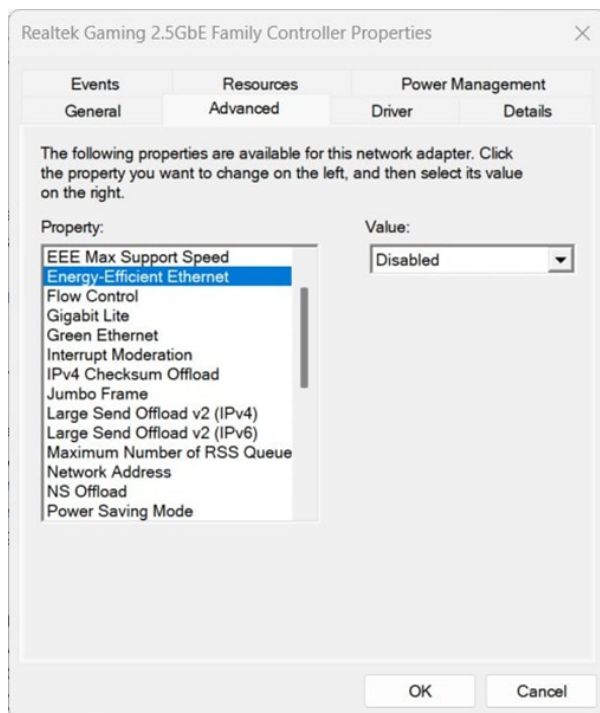 Realtek Gaming 2.5GbE Family Controller Properties
Events Resources Power Management
General Advanced Driver Details
The following properties are available for this network adapter. Click
the property you want to change on the left, and then select its value
on the right.
Property: Value:
EEE Max Support Speed Disabled
Energy-Efficient Ethernet
Flow Control
Gigabit Lite
Green Ethernet
Interrupt Moderation
IPv4 Checksum Offload
Jumbo Frame
Large Send Offload v2 (IPv4)
Large Send Offload v2 (IPv6)
Maximum Number of RSS Queue
Network Address
NS Offload
Power Saving Mode
OK Cancel